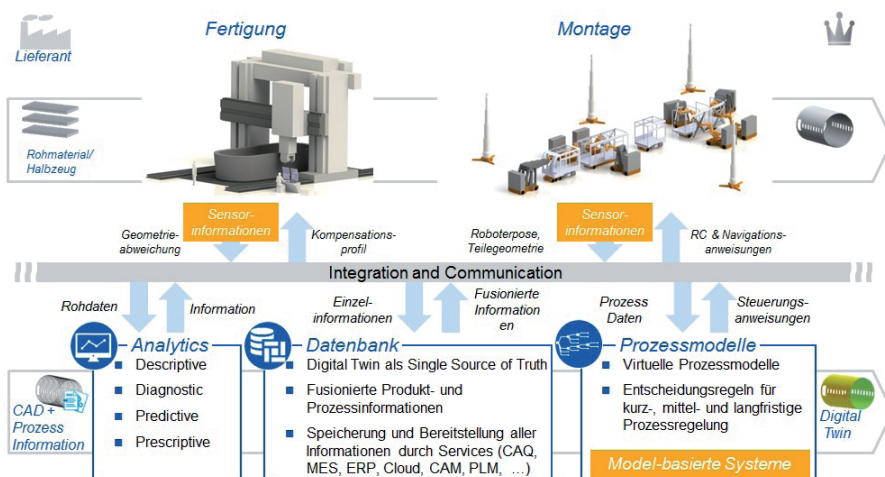 Fertigung
Montage
Lieferant
Rohmaterial/
Halbzeug
Sensor-
informationen
Sensor-
informationen
Geometrie-
abweichung
Kompensations-
profil
Roboterpose,
Teilegeometrie
RC & Navigations-
anweisungen
Integration and Communication
Rohdaten
Information
Einzel-
informationen
Fusionierte
Information
en
Prozess
Daten
Steuerungs-
anweisungen
Analytics
Descriptive
Diagnostic
Predictive
Prescriptive
Datenbank
Digital Twin als Single Source of Truth
Fusionierte Produkt- und
Prozessinformationen
Speicherung und Bereitstellung aller
Informationen durch Services (CAQ,
MES, ERP, Cloud, CAM, PLM, …)
Prozessmodelle
Virtuelle Prozessmodelle
Entscheidungsregeln für
kurz-, mittel- und langfristige
Prozessregelung
Model-basierte Systeme
CAD +
Prozess
Information
Digital
Twin